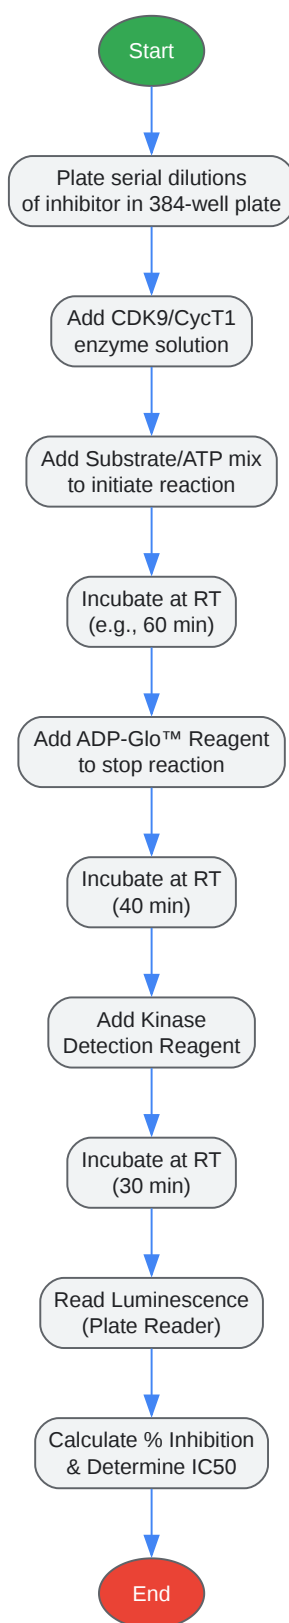 Start
Plate serial dilutions
of inhibitor in 384-well plate
Add CDK9/CycT1
enzyme solution
Add Substrate/ATP mix
to initiate reaction
Incubate at RT
(e.g., 60 min)
Add ADP-Glo™ Reagent
to stop reaction
Incubate at RT
(40 min)
Add Kinase
Detection Reagent
Incubate at RT
(30 min)
Read Luminescence
(Plate Reader)
Calculate % Inhibition
& Determine IC50
End